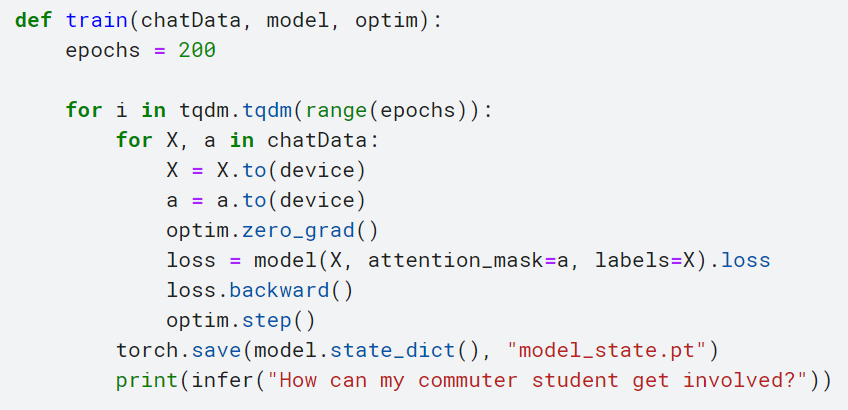 def train(chatData, model, optim):
    epochs = 200

    for i in tqdm.tqdm(range(epochs)):
        for X, a in chatData:
            X = X.to(device)
            a = a.to(device)
            optim.zero_grad()
            loss = model(X, attention_mask=a, labels=X).loss
            loss.backward()
            optim.step()
        torch.save(model.state_dict(), "model_state.pt")
        print(infer("How can my commuter student get involved?"))